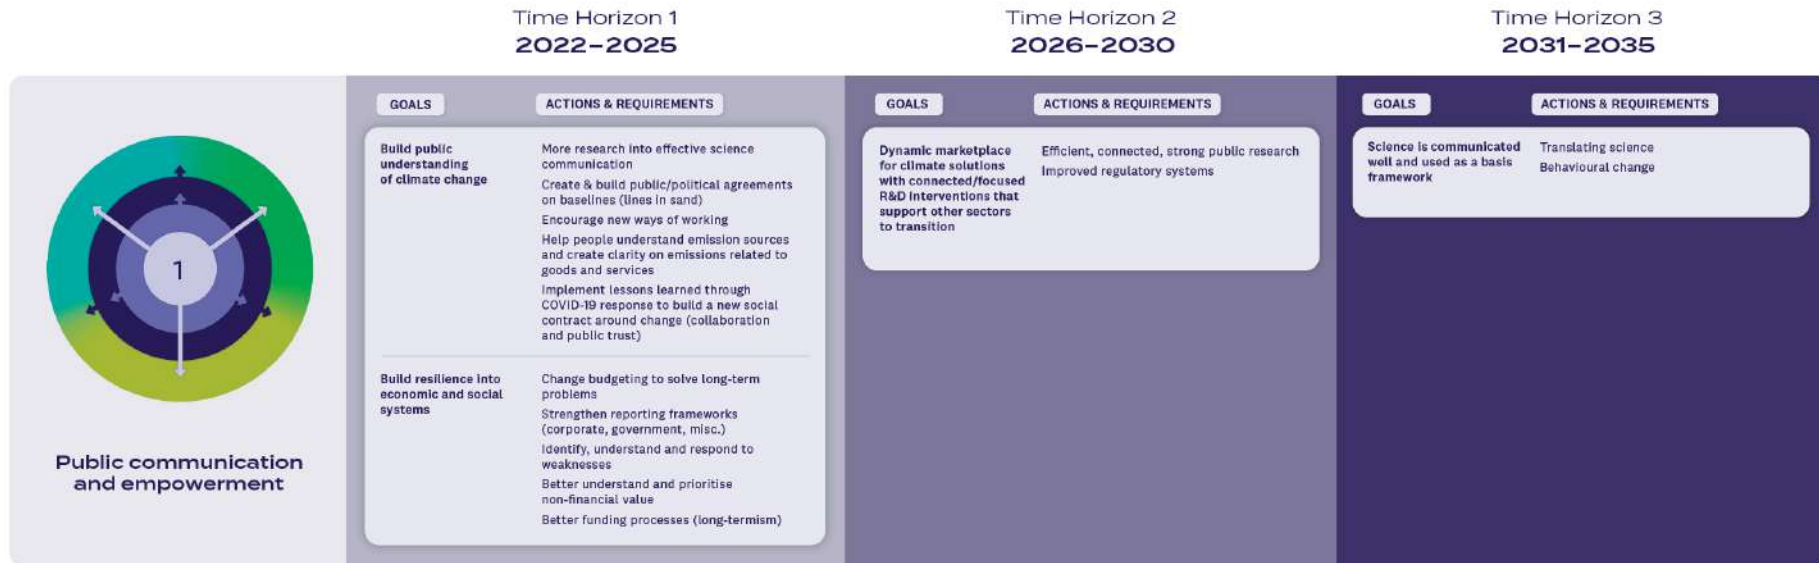 Time Horizon 1
2022–2025
Time Horizon 2
2026–2030
Time Horizon 3
2031–2035
1
Public communication
and empowerment
GOALS
ACTIONS & REQUIREMENTS
Build public
understanding
of climate change
More research into effective science
communication
Create & build public/political agreements
on baselines (lines in sand)
Encourage new ways of working
Help people understand emission sources
and create clarity on emissions related to
goods and services
Implement lessons learned through
COVID-19 response to build a new social
contract around change (collaboration
and public trust)
Build resilience into
economic and social
systems
Change budgeting to solve long-term
problems
Strengthen reporting frameworks
(corporate, government, misc.)
Identify, understand and respond to
weaknesses
Better understand and prioritise
non-financial value
Better funding processes (long-termism)
GOALS
ACTIONS & REQUIREMENTS
Dynamic marketplace
for climate solutions
with connected/focused
R&D interventions that
support other sectors
to transition
Efficient, connected, strong public research
Improved regulatory systems
GOALS
ACTIONS & REQUIREMENTS
Science is communicated
well and used as a basis
framework
Translating science
Behavioural change